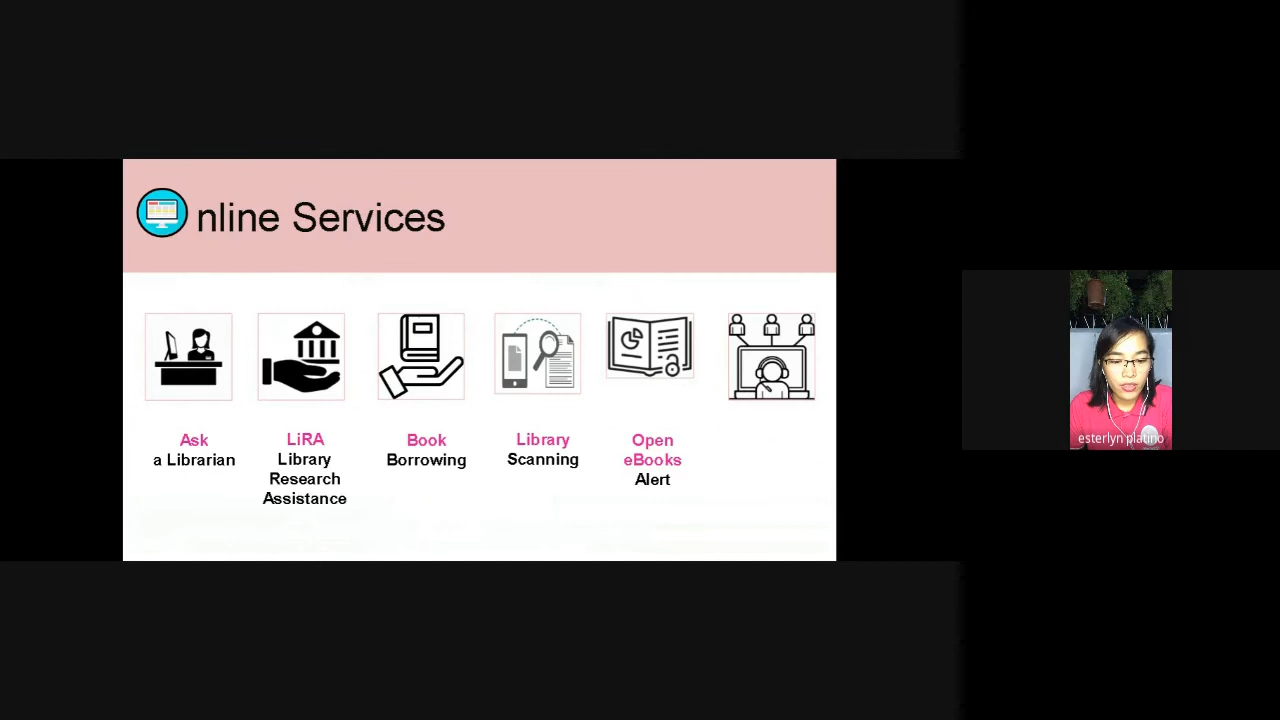 nline Services
Ask
a Librarian
LiRA
Library
Research
Assistance
Book
Borrowing
Library
Scanning
Open
eBooks
Alert
esterlyn platino